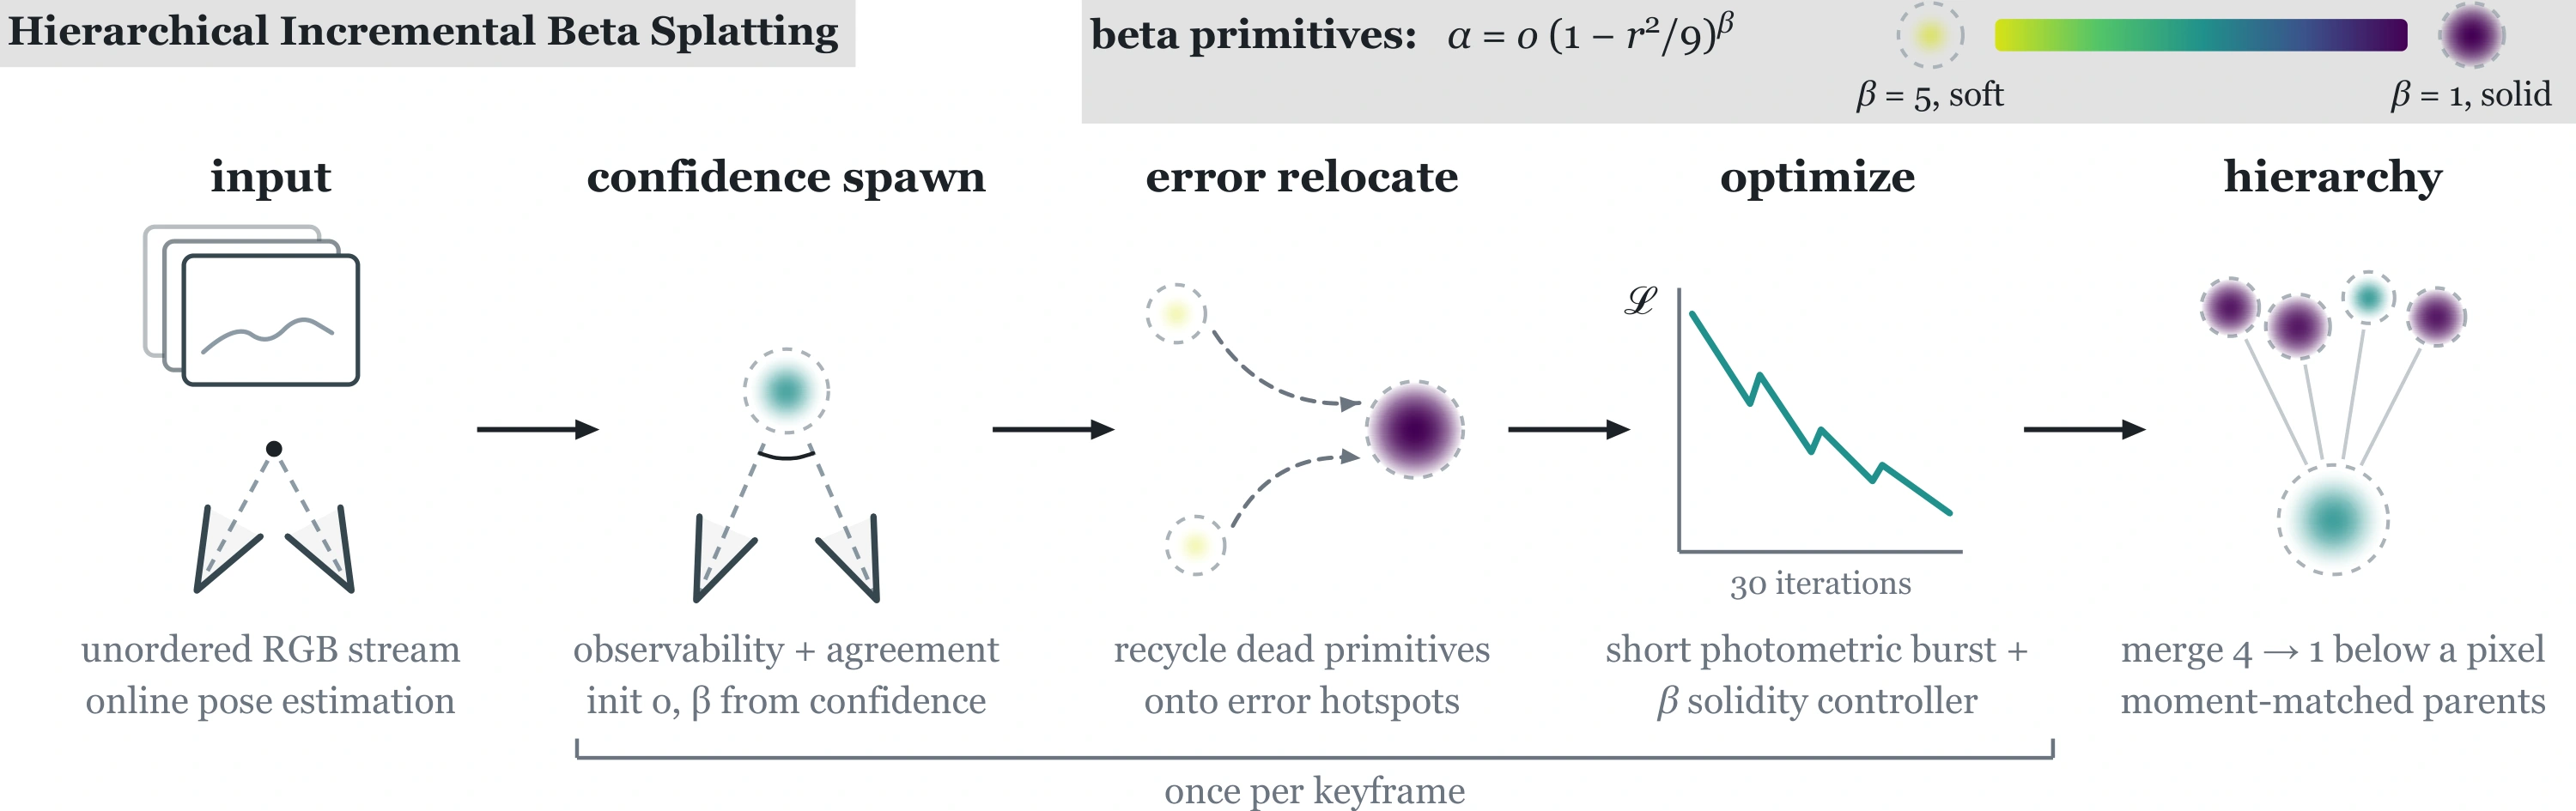 Hierarchical Incremental Beta Splatting
beta primitives: α = o (1 − r²/9)^β
β = 5, soft
β = 1, solid
input
confidence spawn
error relocate
optimize
hierarchy
ℒ
30 iterations
unordered RGB stream
online pose estimation
observability + agreement
init o, β from confidence
recycle dead primitives
onto error hotspots
short photometric burst +
β solidity controller
merge 4 → 1 below a pixel
moment-matched parents
once per keyframe